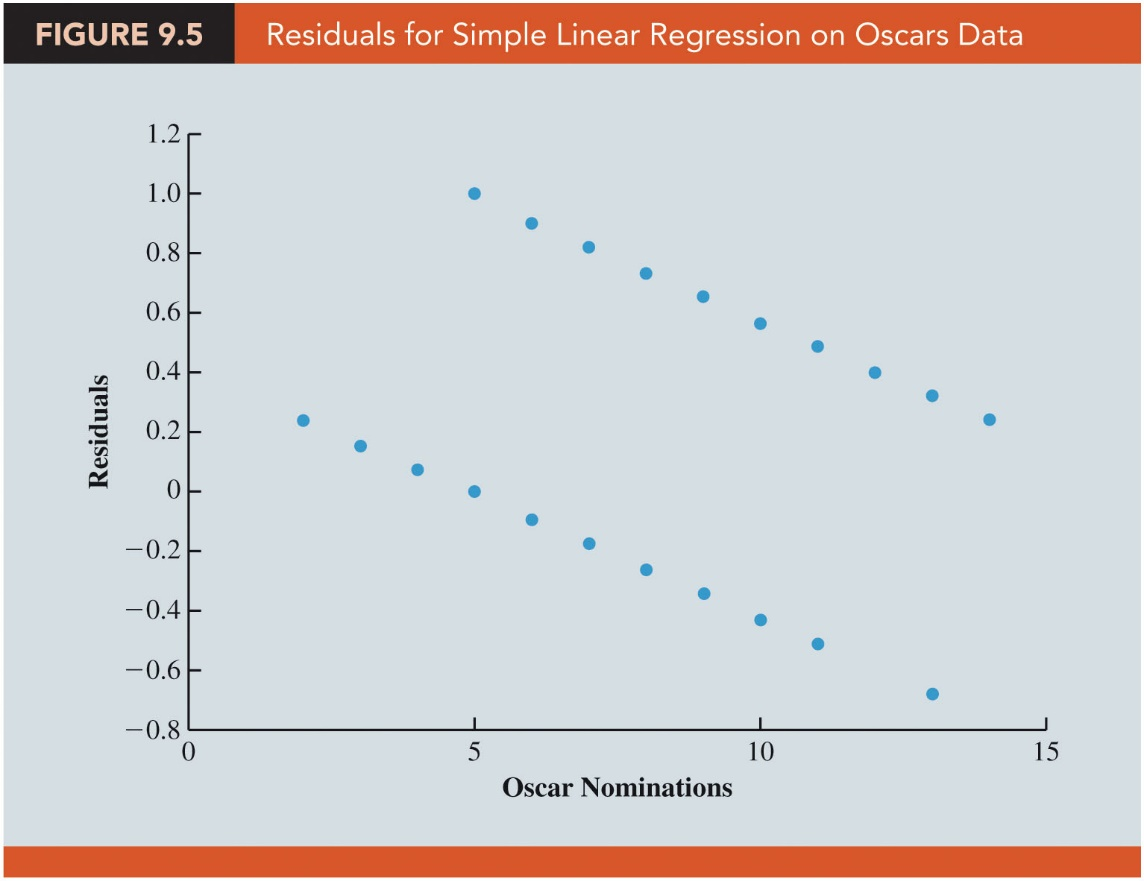 FIGURE 9.5 Residuals for Simple Linear Regression on Oscars Data
1.2
1.0
0.8
0.6
0.4
0.2
0
−0.2
−0.4
−0.6
−0.8
Residuals
0 5 10 15
Oscar Nominations